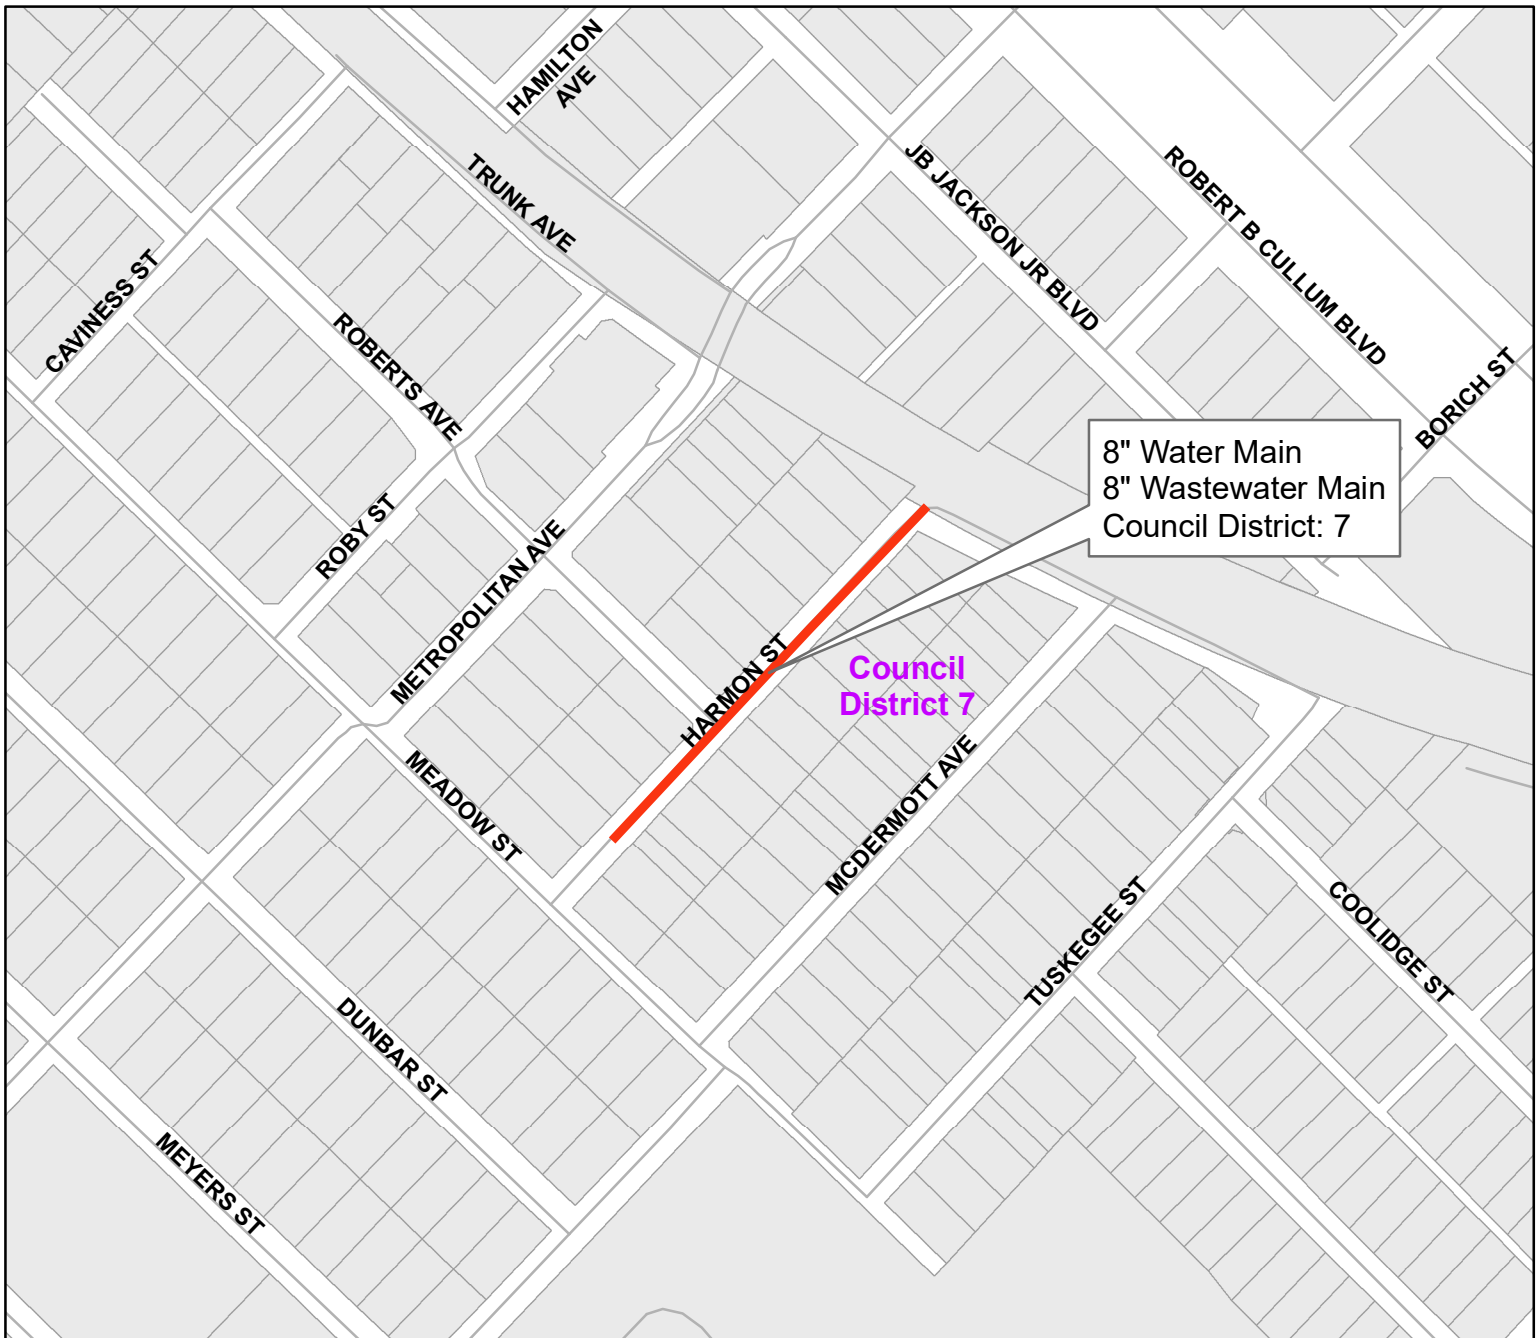 HAMILTON
AVE
TRUNK AVE
JB JACKSON JR BLVD
ROBERT B CULLUM BLVD
CAVINESS ST
ROBERTS AVE
BORICH ST
8" Water Main
8" Wastewater Main
Council District: 7
ROBY ST
METROPOLITAN AVE
HARMON ST
Council
District 7
MEADOW ST
MCDERMOTT AVE
TUSKEGEE ST
COOLIDGE ST
DUNBAR ST
MEYERS ST